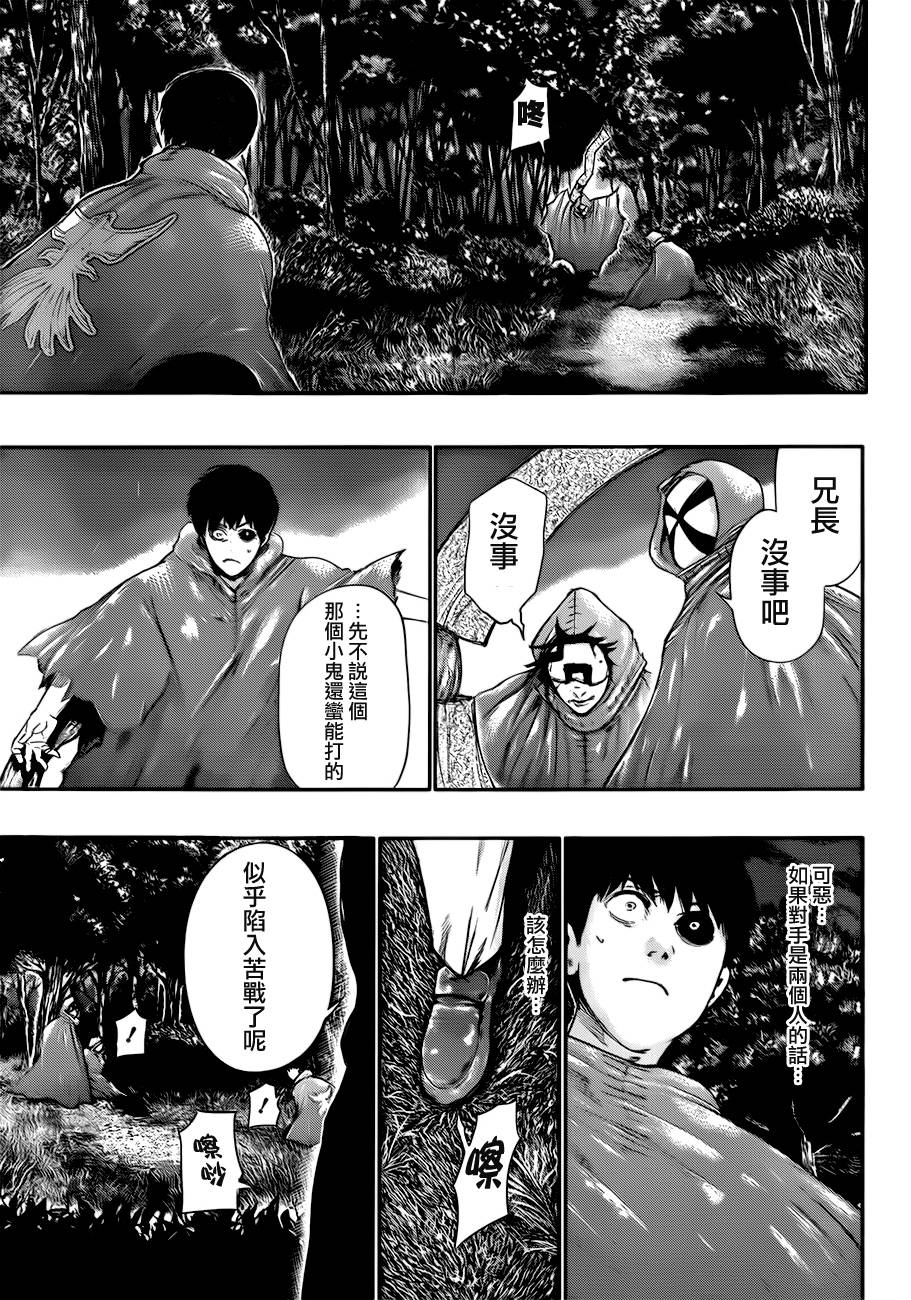 咚
兄長
沒事吧
沒事
…先不說這個
那個小鬼還蠻能打的
可惡…
如果對手是兩個人的話…
該怎麼辦…
嚓
似乎陷入苦戰了呢
！
！
嚓吵